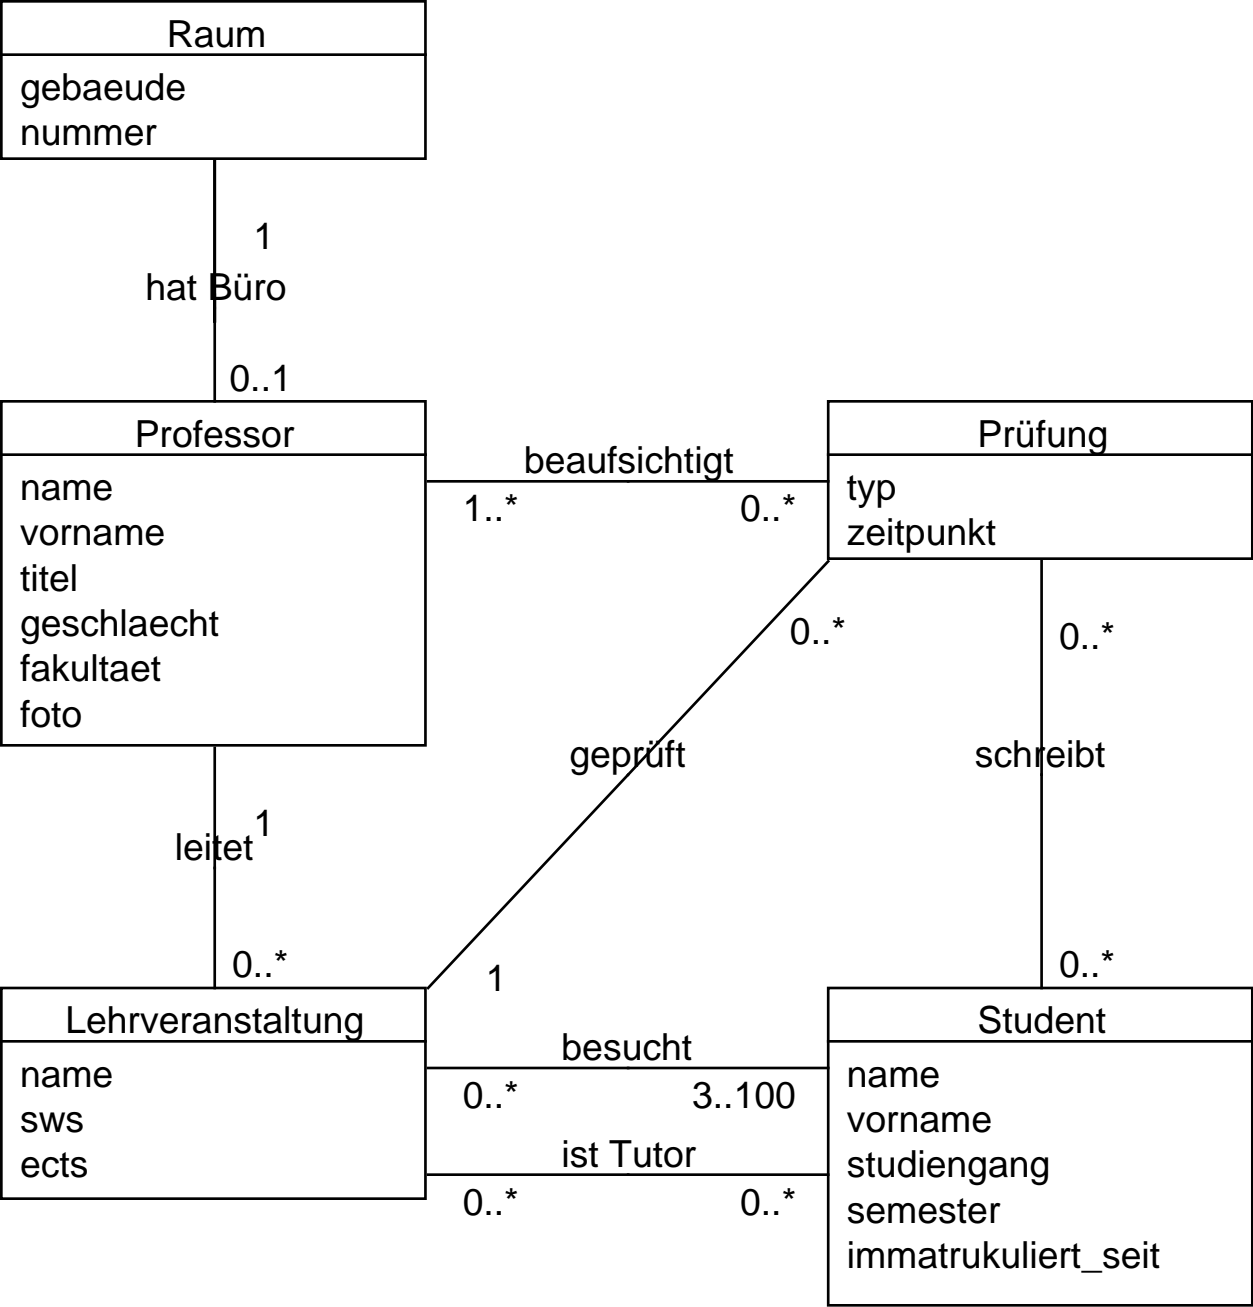 Raum
gebaeude
nummer
1
hat Büro
0..1
Professor
name
vorname
titel
geschlaecht
fakultaet
foto
beaufsichtigt
1..*
0..*
Prüfung
typ
zeitpunkt
0..*
0..*
geprüft
schreibt
1
leitet
0..*
1
0..*
Lehrveranstaltung
name
sws
ects
besucht
0..*
3..100
ist Tutor
0..*
0..*
Student
name
vorname
studiengang
semester
immatrukuliert_seit